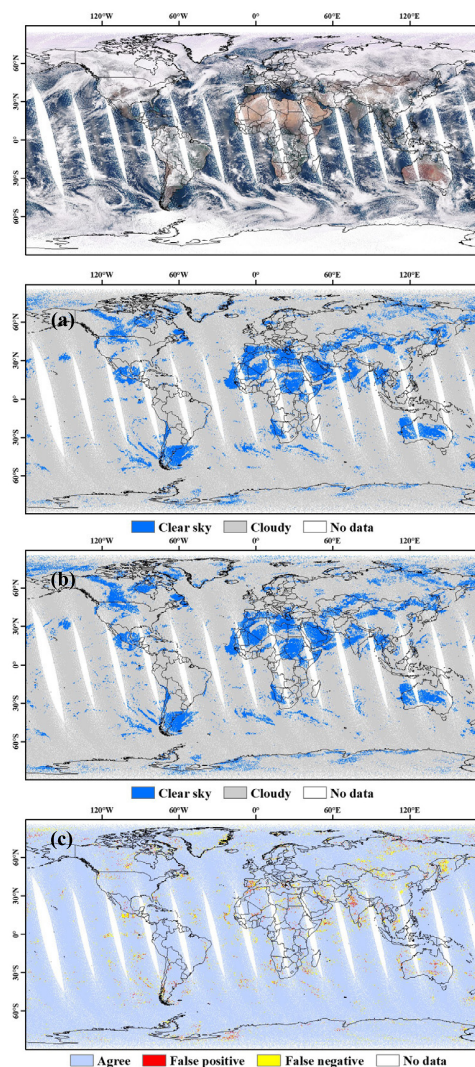 120°W 60°W 0° 60°E 120°E
60°N
30°N
0°
30°S
60°S
120°W 60°W 0° 60°E 120°E
(a)
60°N
30°N
0°
30°S
60°S
Clear sky Cloudy No data
120°W 60°W 0° 60°E 120°E
(b)
60°N
30°N
0°
30°S
60°S
Clear sky Cloudy No data
120°W 60°W 0° 60°E 120°E
(c)
60°N
30°N
0°
30°S
60°S
Agree False positive False negative No data